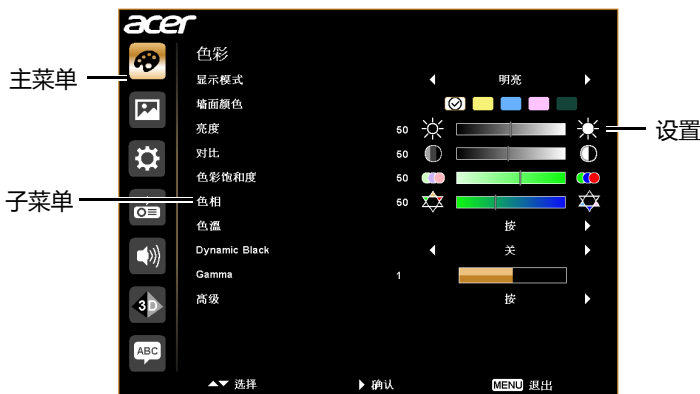 acer
色彩
主菜单
显示模式 明亮
墙面颜色
亮度 50
设置
对比 50
色彩饱和度 50
子菜单
色相 50
色溫 按
Dynamic Black 关
Gamma 1
3D
高级 按
ABC
选择 确认 MENU 退出